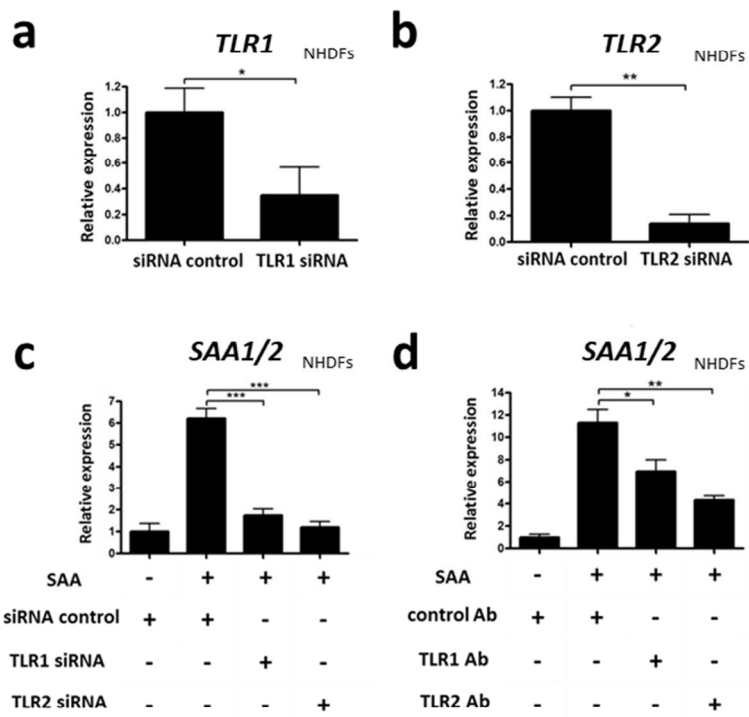 a
TLR1
NHDFs
*
Relative expression
1.2
1.0
0.8
0.6
0.4
0.2
0.0
siRNA control TLR1 siRNA
b
TLR2
NHDFs
**
Relative expression
1.2
1.0
0.8
0.6
0.4
0.2
0.0
siRNA control TLR2 siRNA
c
SAA1/2
NHDFs
***
***
Relative expression
7
6
5
4
3
2
1
0
SAA - + + +
siRNA control + + - -
TLR1 siRNA - - + -
TLR2 siRNA - - - +
d
SAA1/2
NHDFs
**
*
Relative expression
14
12
10
8
6
4
2
0
SAA - + + +
control Ab + + - -
TLR1 Ab - - + -
TLR2 Ab - - - +